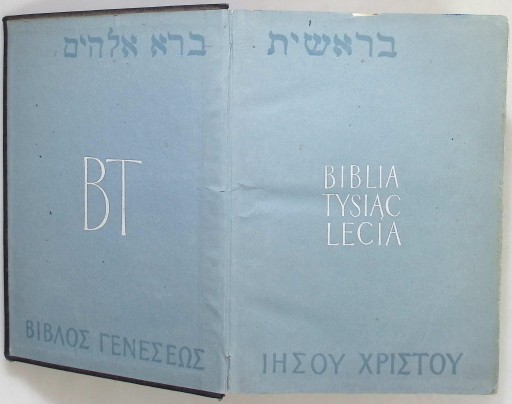 בראשית ברא אלהים
BT
BIBLIA
TYSIĄC
LECIA
ΒΙΒΛΟΣ ΓΕΝΕΣΕΩΣ ΙΗΣΟΥ ΧΡΙΣΤΟΥ